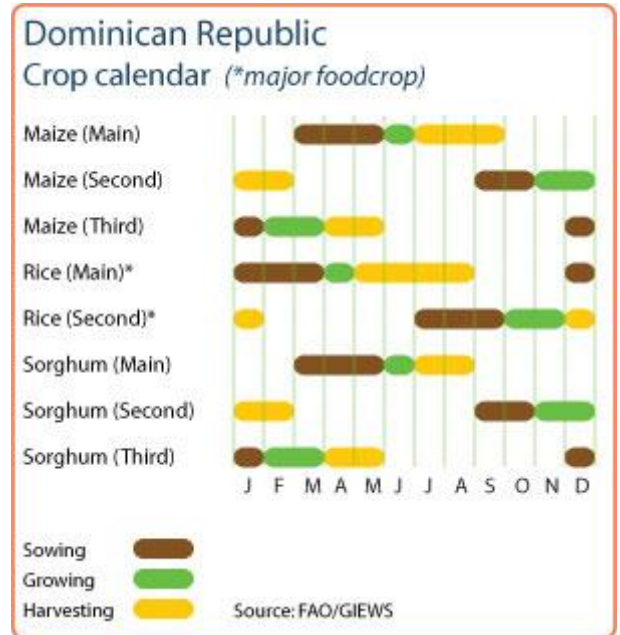 Dominican Republic
Crop calendar (*major foodcrop)
Maize (Main)
Maize (Second)
Maize (Third)
Rice (Main)*
Rice (Second)*
Sorghum (Main)
Sorghum (Second)
Sorghum (Third)
J F M A M J J A S O N D
Sowing
Growing
Harvesting Source: FAO/GIEWS